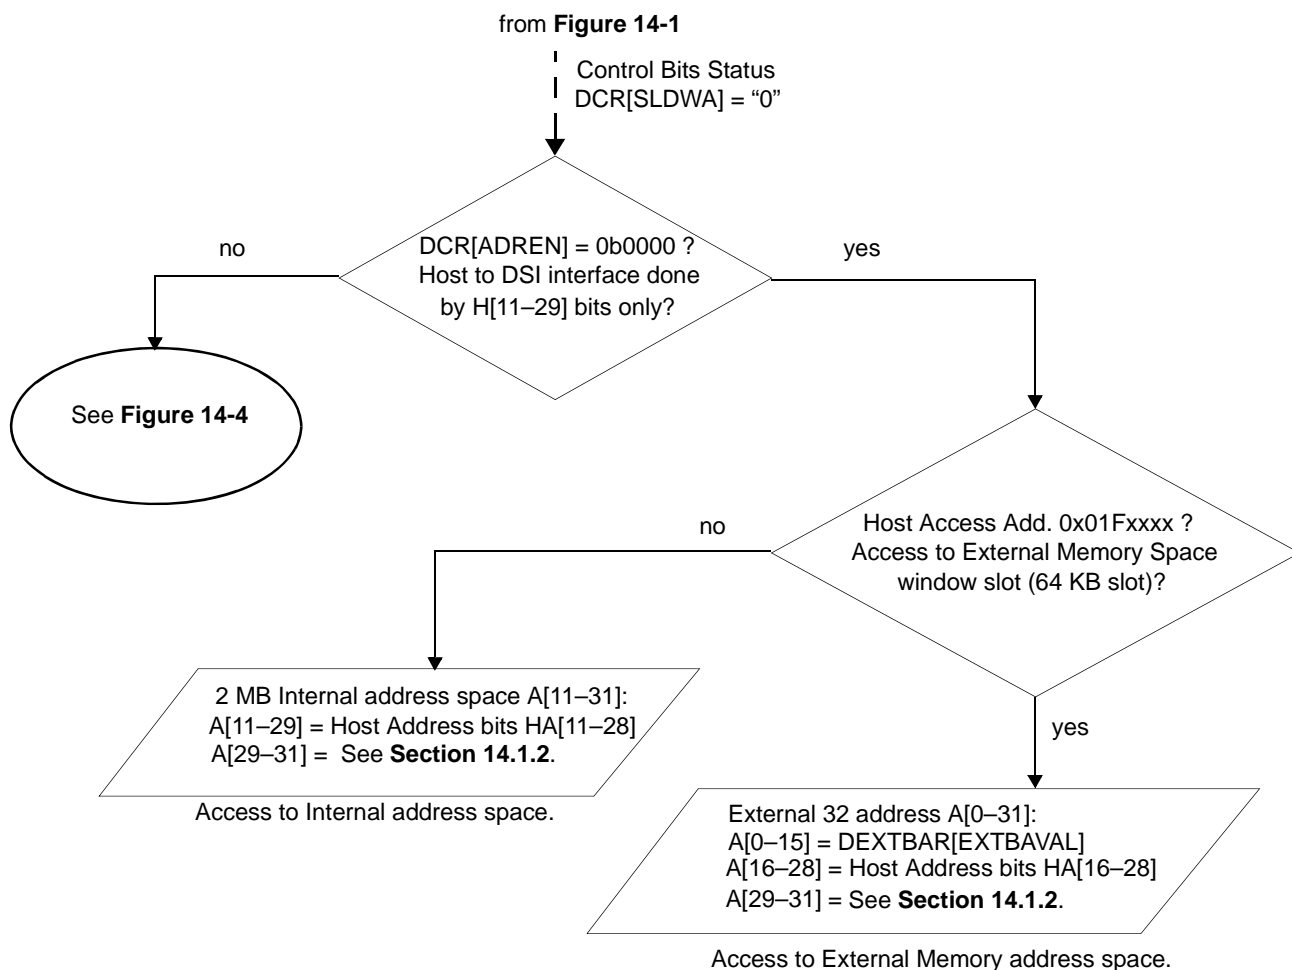 from Figure 14-1
Control Bits Status
DCR[SLDWA] = “0”
DCR[ADREN] = 0b0000 ?
Host to DSI interface done
by H[11–29] bits only?
no
yes
See Figure 14-4
Host Access Add. 0x01Fxxxx ?
Access to External Memory Space
window slot (64 KB slot)?
no
yes
2 MB Internal address space A[11–31]:
A[11–29] = Host Address bits HA[11–28]
A[29–31] = See Section 14.1.2.
Access to Internal address space.
External 32 address A[0–31]:
A[0–15] = DEXTBAR[EXTBAVAL]
A[16–28] = Host Address bits HA[16–28]
A[29–31] = See Section 14.1.2.
Access to External Memory address space.